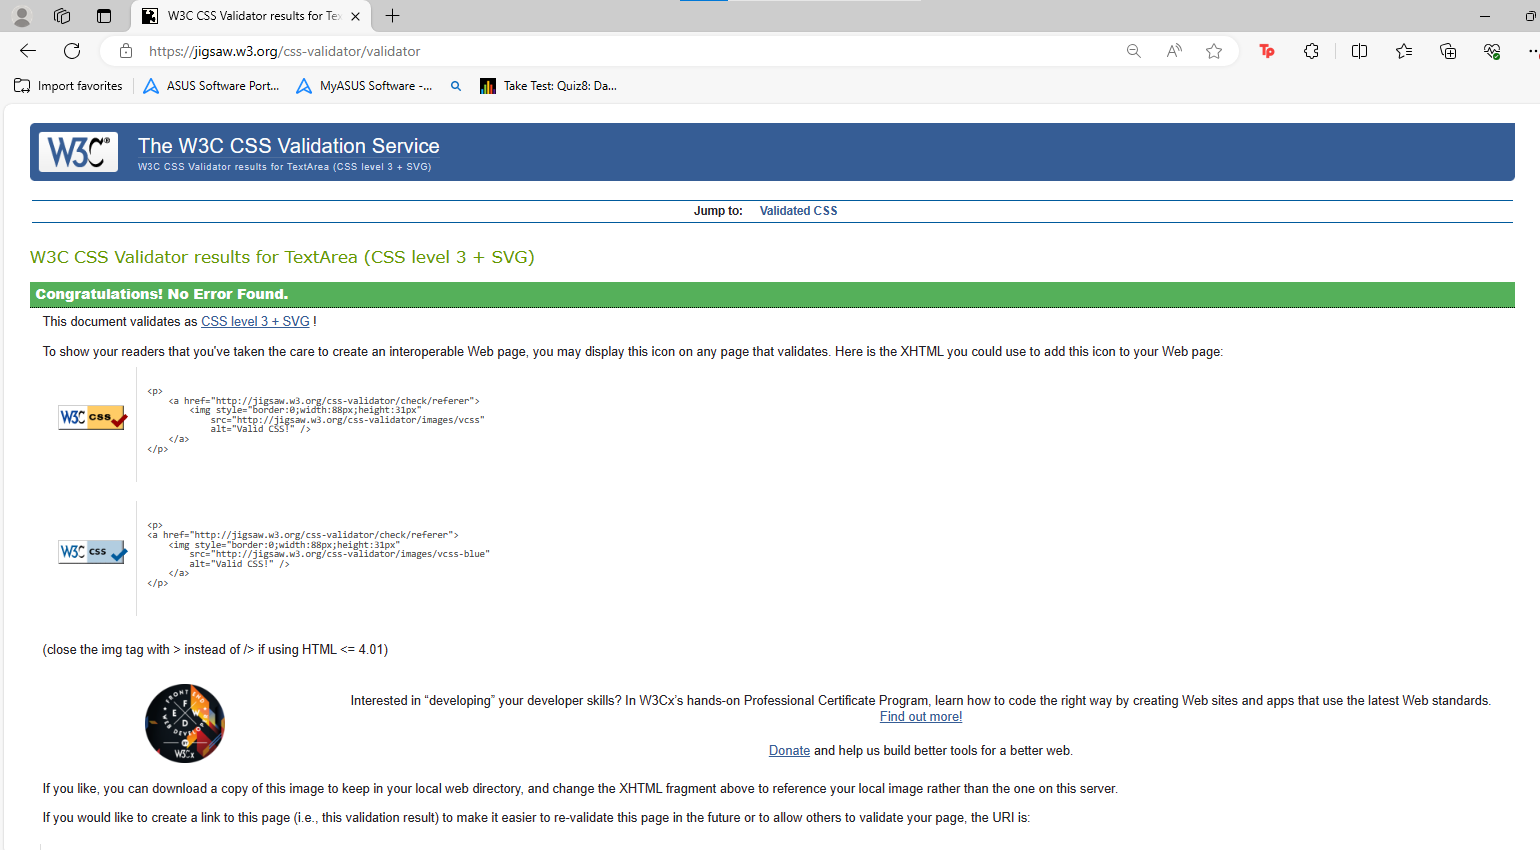 W3C CSS Validator results for Te
https://jigsaw.w3.org/css-validator/validator
Import favorites
ASUS Software Port...
MyASUS Software -...
Take Test: Quiz8: Da...
W3C®
The W3C CSS Validation Service
W3C CSS Validator results for TextArea (CSS level 3 + SVG)
Jump to: Validated CSS
W3C CSS Validator results for TextArea (CSS level 3 + SVG)
Congratulations! No Error Found.
This document validates as CSS level 3 + SVG !
To show your readers that you've taken the care to create an interoperable Web page, you may display this icon on any page that validates. Here is the XHTML you could use to add this icon to your Web page:
W3C css
<p>
<a href="http://jigsaw.w3.org/css-validator/check/referer">
<img style="border:0;width:88px;height:31px"
src="http://jigsaw.w3.org/css-validator/images/vcss"
alt="Valid CSS!" />
</a>
</p>
W3C css
<p>
<a href="http://jigsaw.w3.org/css-validator/check/referer">
<img style="border:0;width:88px;height:31px"
src="http://jigsaw.w3.org/css-validator/images/vcss-blue"
alt="Valid CSS!" />
</a>
</p>
(close the img tag with > instead of /> if using HTML <= 4.01)
FRONT END WEB DEVELOPER
F E W D
W3Cx
Interested in “developing” your developer skills? In W3Cx’s hands-on Professional Certificate Program, learn how to code the right way by creating Web sites and apps that use the latest Web standards.
Find out more!
Donate and help us build better tools for a better web.
If you like, you can download a copy of this image to keep in your local web directory, and change the XHTML fragment above to reference your local image rather than the one on this server.
If you would like to create a link to this page (i.e., this validation result) to make it easier to re-validate this page in the future or to allow others to validate your page, the URI is: